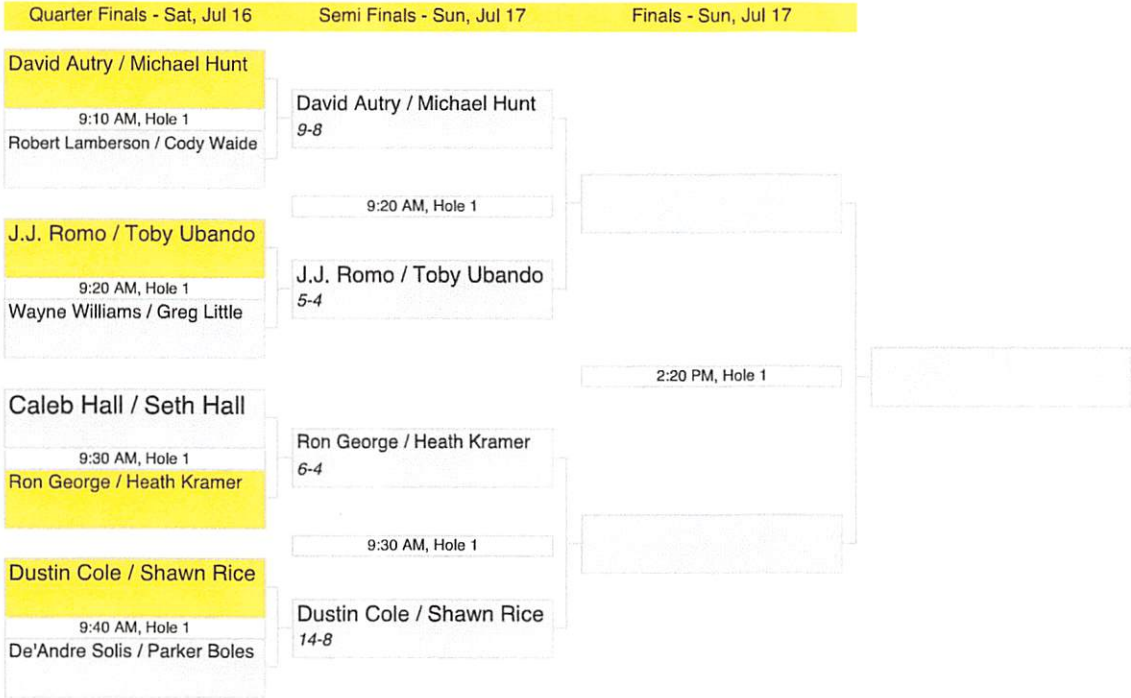 Quarter Finals - Sat, Jul 16
Semi Finals - Sun, Jul 17
Finals - Sun, Jul 17
David Autry / Michael Hunt
9:10 AM, Hole 1
Robert Lamberson / Cody Waide
J.J. Romo / Toby Ubando
9:20 AM, Hole 1
Wayne Williams / Greg Little
Caleb Hall / Seth Hall
9:30 AM, Hole 1
Ron George / Heath Kramer
Dustin Cole / Shawn Rice
9:40 AM, Hole 1
De'Andre Solis / Parker Boles
David Autry / Michael Hunt
9-8
9:20 AM, Hole 1
J.J. Romo / Toby Ubando
5-4
Ron George / Heath Kramer
6-4
9:30 AM, Hole 1
Dustin Cole / Shawn Rice
14-8
2:20 PM, Hole 1